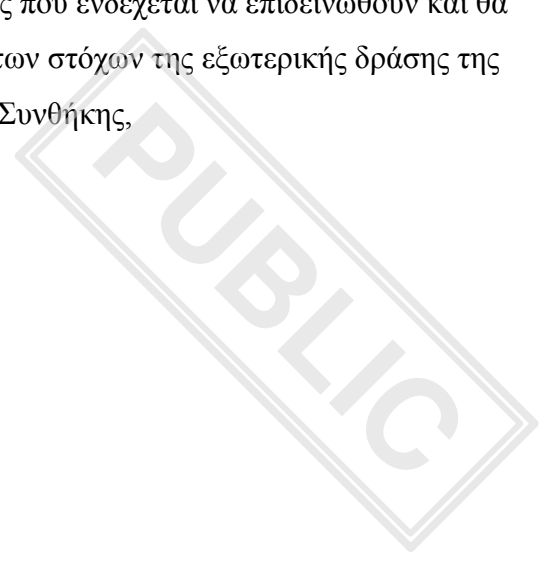 που ενδέχεται να επιδεινωθούν και θα
των στόχων της εξωτερικής δράσης της
Συνθήκης,
PUBLIC